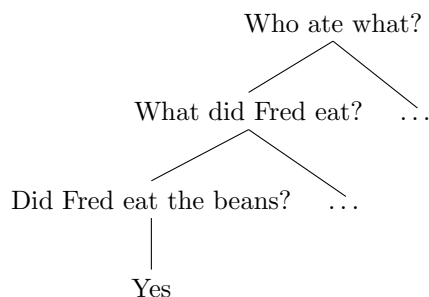 Who ate what?
What did Fred eat? ...
Did Fred eat the beans? ...
Yes